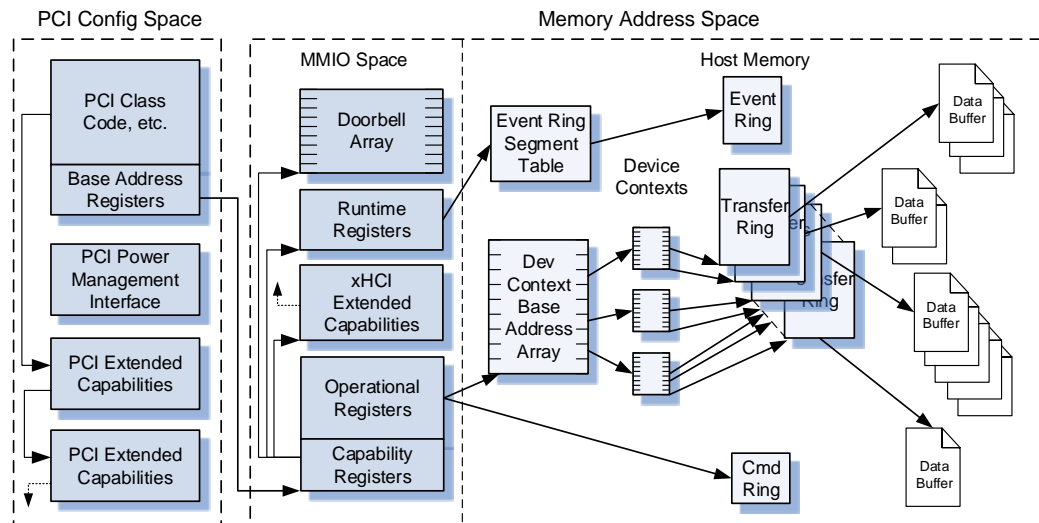 PCI Config Space
Memory Address Space
PCI Class
Code, etc.
Base Address
Registers
PCI Power
Management
Interface
PCI Extended
Capabilities
PCI Extended
Capabilities
MMIO Space
Doorbell
Array
Runtime
Registers
xHCI
Extended
Capabilities
Operational
Registers
Capability
Registers
Host Memory
Event Ring
Segment
Table
Event
Ring
Device
Contexts
Dev
Context
Base
Address
Array
Transfer
Ring
Ring
Cmd
Ring
Data
Buffer
Data
Buffer
Data
Buffer
Data
Buffer